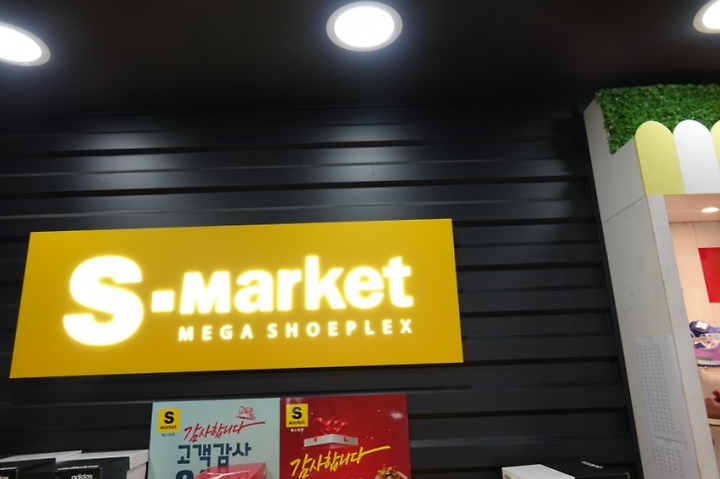 S-Market
MEGA SHOEPLEX
S
Market
감사합니다
고객감사
S
Market
감사합니다
adidas